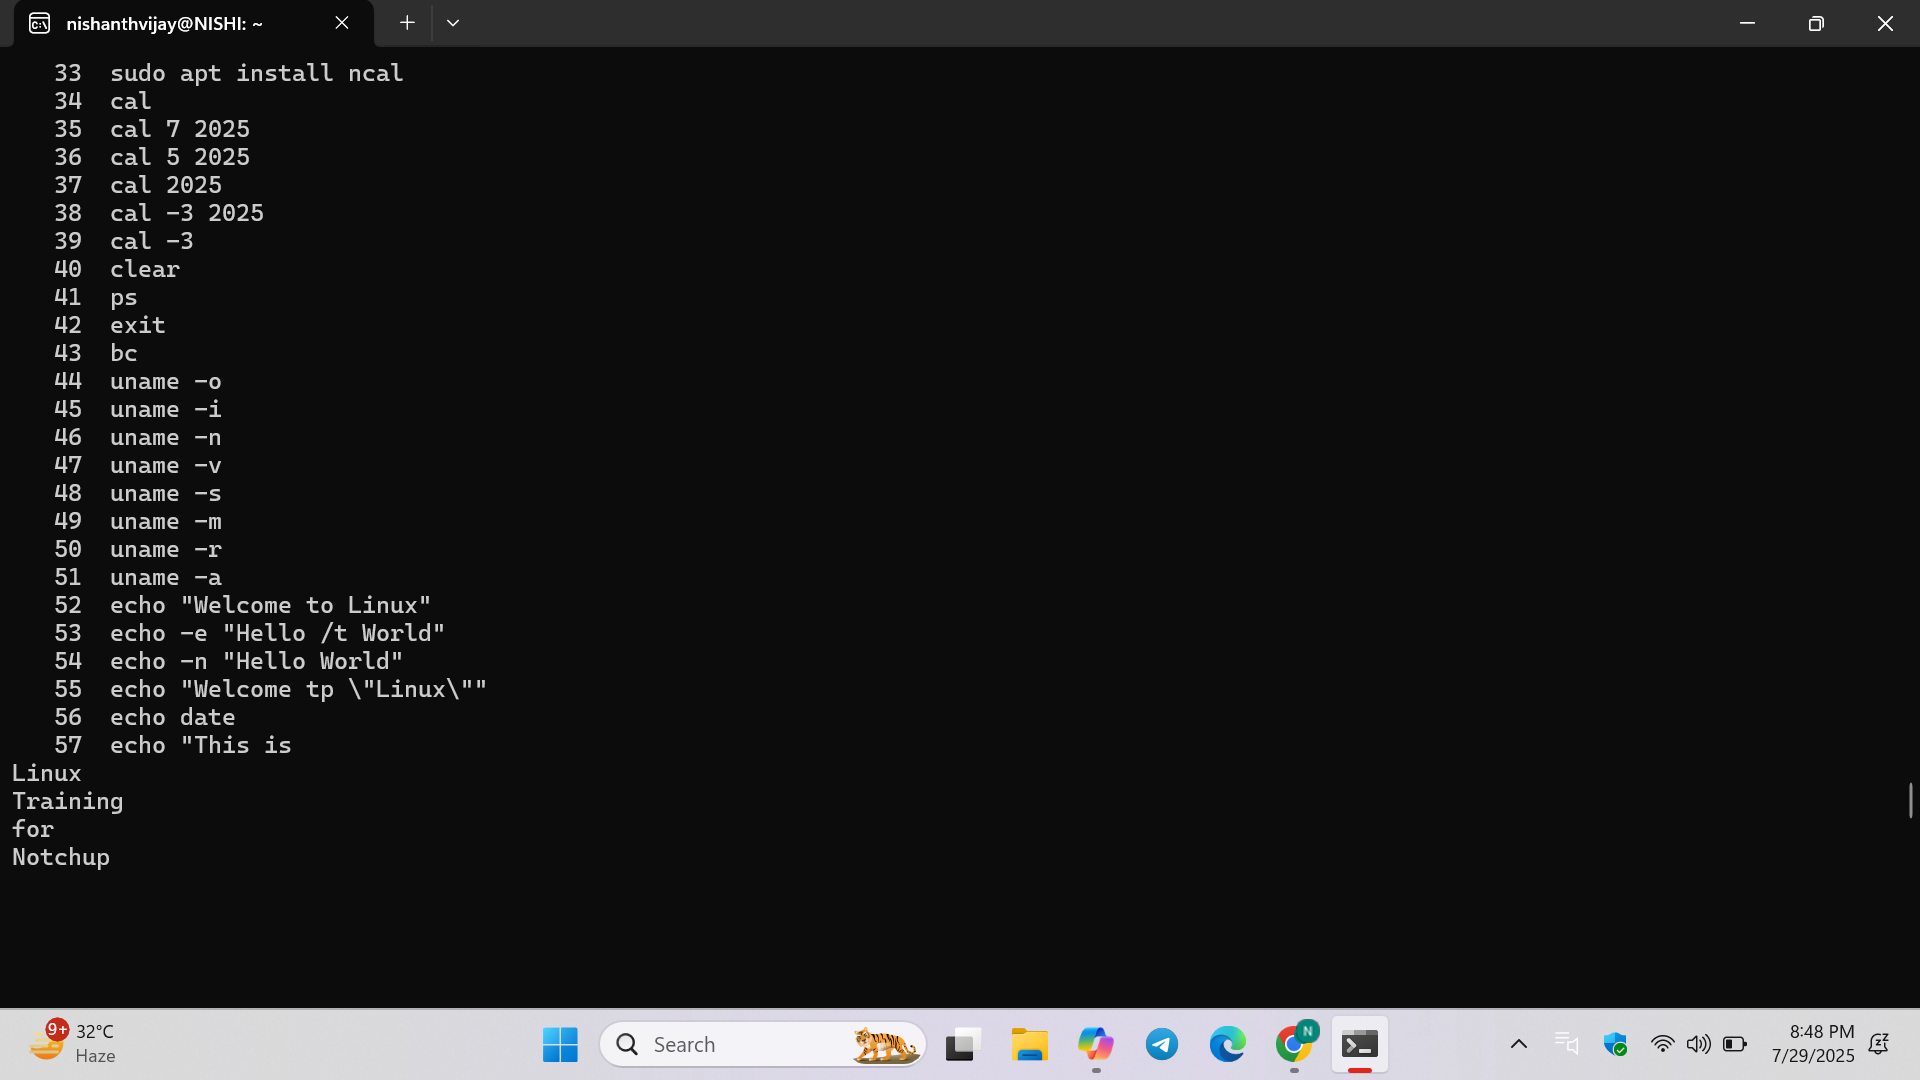 nishanthvijay@NISHI: ~
33 sudo apt install ncal
34 cal
35 cal 7 2025
36 cal 5 2025
37 cal 2025
38 cal -3 2025
39 cal -3
40 clear
41 ps
42 exit
43 bc
44 uname -o
45 uname -i
46 uname -n
47 uname -v
48 uname -s
49 uname -m
50 uname -r
51 uname -a
52 echo "Welcome to Linux"
53 echo -e "Hello /t World"
54 echo -n "Hello World"
55 echo "Welcome tp \"Linux\""
56 echo date
57 echo "This is
Linux
Training
for
Notchup
9+
32°C
Haze
Search
N
8:48 PM
7/29/2025